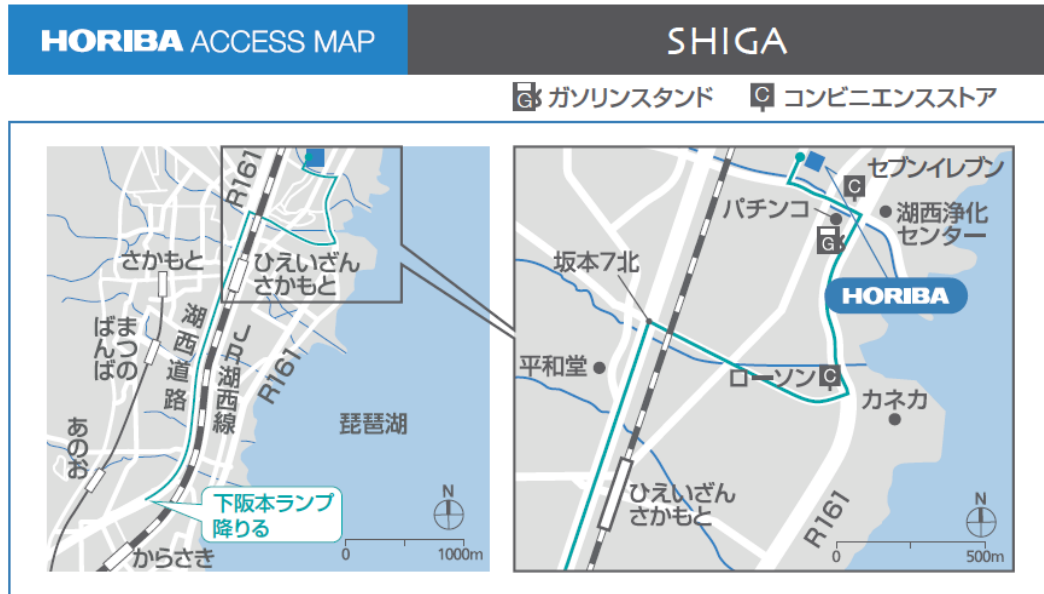 HORIBA ACCESS MAP
SHIGA
G ガソリンスタンド
C コンビニエンスストア
R161
さかもと
ひえいざん
さかもと
まつの
ばんば
湖西道路
JR湖西線
R161
あのお
琵琶湖
下阪本ランプ
降りる
からさき
N
0
1000m
セブンイレブン
C
パチンコ
湖西浄化
センター
G
坂本7北
HORIBA
平和堂
ローソン
C
カネカ
ひえいざん
さかもと
R161
N
0
500m